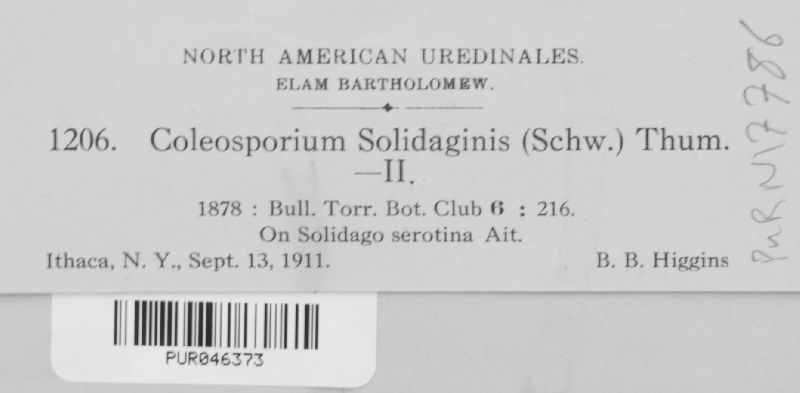 NORTH AMERICAN UREDINALES.
ELAM BARTHOLOMEW.
1206. Coleosporium Solidaginis (Schw.) Thum.
—II.
1878 : Bull. Torr. Bot. Club 6 : 216.
On Solidago serotina Ait.
Ithaca, N. Y., Sept. 13, 1911. B. B. Higgins
PUR N17786
PUR046373